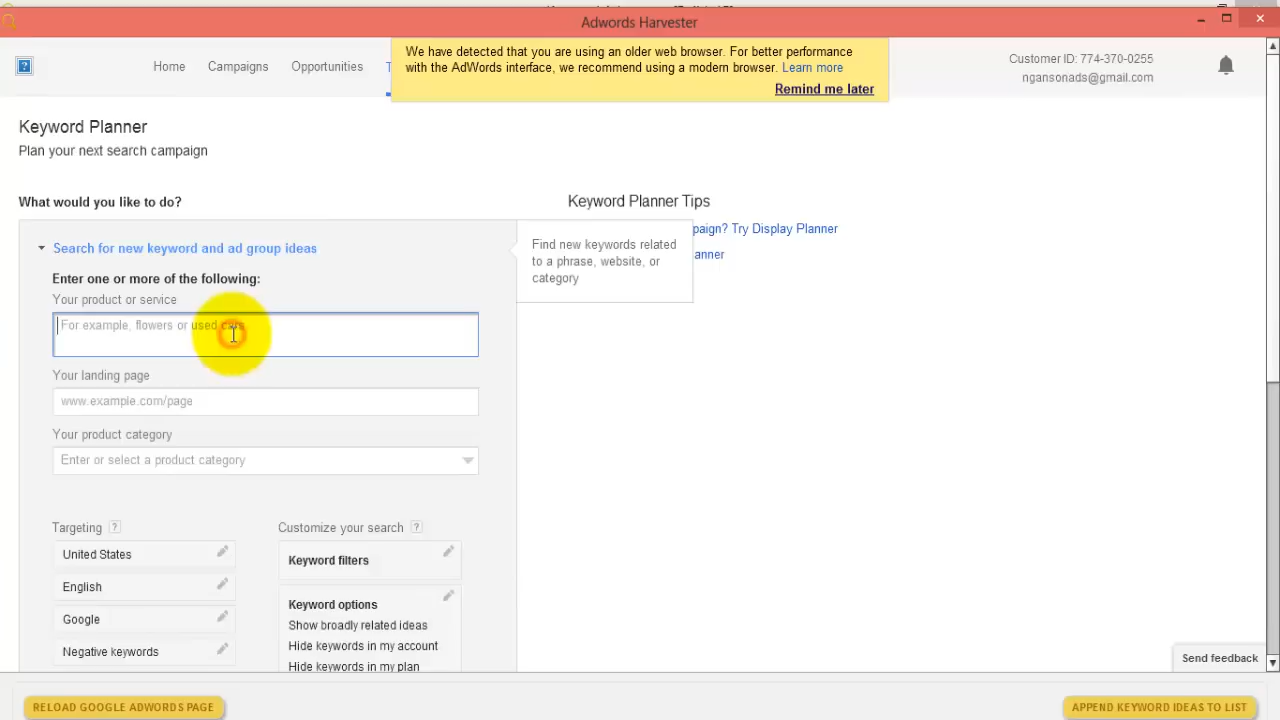 Adwords Harvester
Home
Campaigns
Opportunities
We have detected that you are using an older web browser. For better performance
with the AdWords interface, we recommend using a modern browser. Learn more
Remind me later
Customer ID: 774-370-0255
ngansonads@gmail.com
Keyword Planner
Plan your next search campaign
What would you like to do?
Keyword Planner Tips
paign? Try Display Planner
anner
Search for new keyword and ad group ideas
Find new keywords related
to a phrase, website, or
category
Enter one or more of the following:
Your product or service
For example, flowers or used cars
Your landing page
www.example.com/page
Your product category
Enter or select a product category
Targeting ?
United States
English
Google
Negative keywords
Customize your search ?
Keyword filters
Keyword options
Show broadly related ideas
Hide keywords in my account
Hide keywords in my plan
Send feedback
RELOAD GOOGLE ADWORDS PAGE
APPEND KEYWORD IDEAS TO LIST